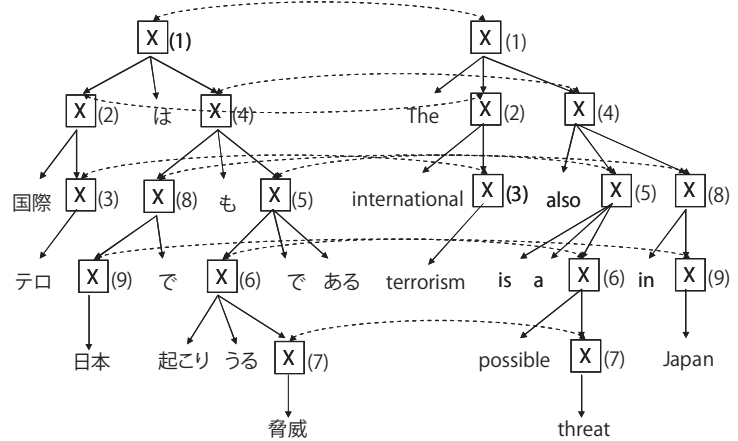 X (1) X (1)
X (2) は X (4) The X (2) X (4)
国際 X (3) X (8) も X (5) international X (3) also X (5) X (8)
テロ X (9) で X (6) で ある terrorism is a X (6) in X (9)
日本 起こり うる X (7) possible X (7) Japan
脅威 threat